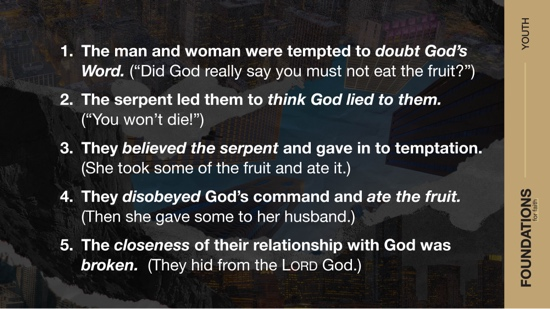 1. The man and woman were tempted to doubt God's
Word. (“Did God really say you must not eat the fruit?”)
2. The serpent led them to think God lied to them.
(“You won't die!”)
3. They believed the serpent and gave in to temptation.
(She took some of the fruit and ate it.)
4. They disobeyed God's command and ate the fruit.
(Then she gave some to her husband.)
5. The closeness of their relationship with God was
broken. (They hid from the LORD God.)
YOUTH
FOUNDATIONS
for faith